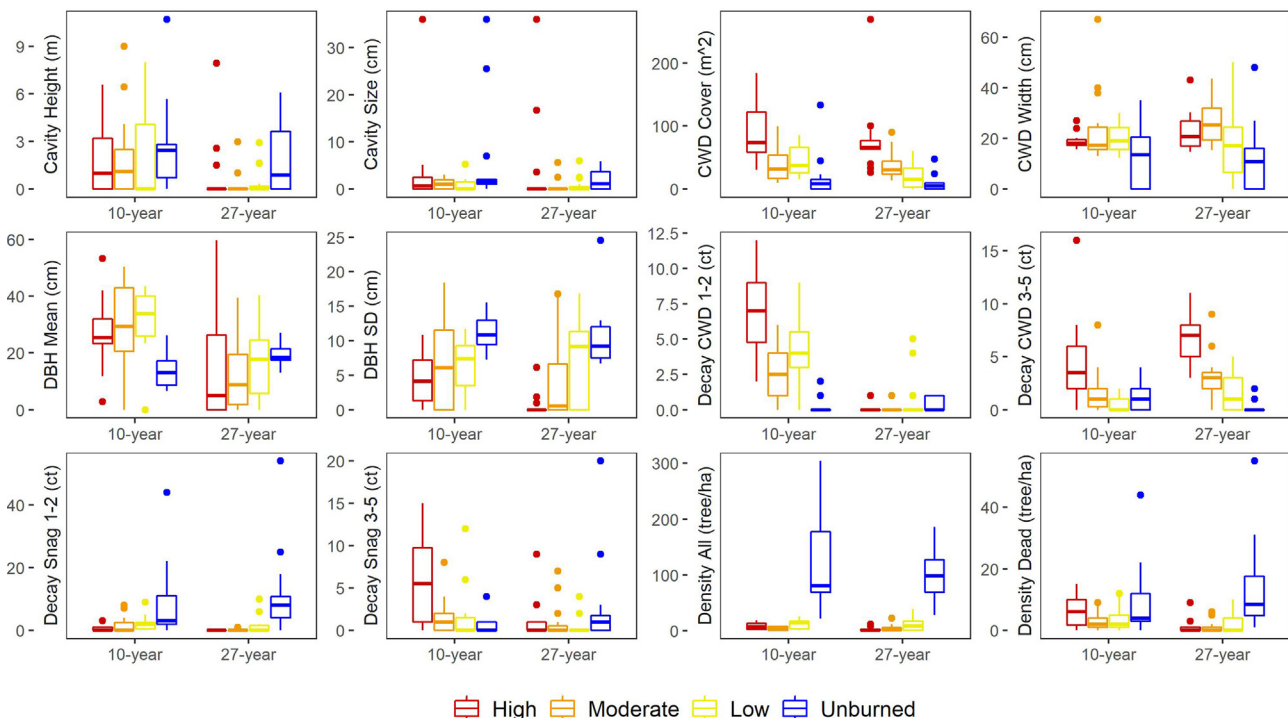 Cavity Height (m)
9
6
3
0
10-year 27-year
Cavity Size (cm)
30
20
10
0
10-year 27-year
CWD Cover (m^2)
200
100
0
10-year 27-year
CWD Width (cm)
60
40
20
0
10-year 27-year
DBH Mean (cm)
60
40
20
0
10-year 27-year
DBH SD (cm)
25
20
15
10
5
0
10-year 27-year
Decay CWD 1-2 (ct)
12.5
10.0
7.5
5.0
2.5
0.0
10-year 27-year
Decay CWD 3-5 (ct)
15
10
5
0
10-year 27-year
Decay Snag 1-2 (ct)
40
20
0
10-year 27-year
Decay Snag 3-5 (ct)
20
15
10
5
0
10-year 27-year
Density All (tree/ha)
300
200
100
0
10-year 27-year
Density Dead (tree/ha)
40
20
0
10-year 27-year
High Moderate Low Unburned